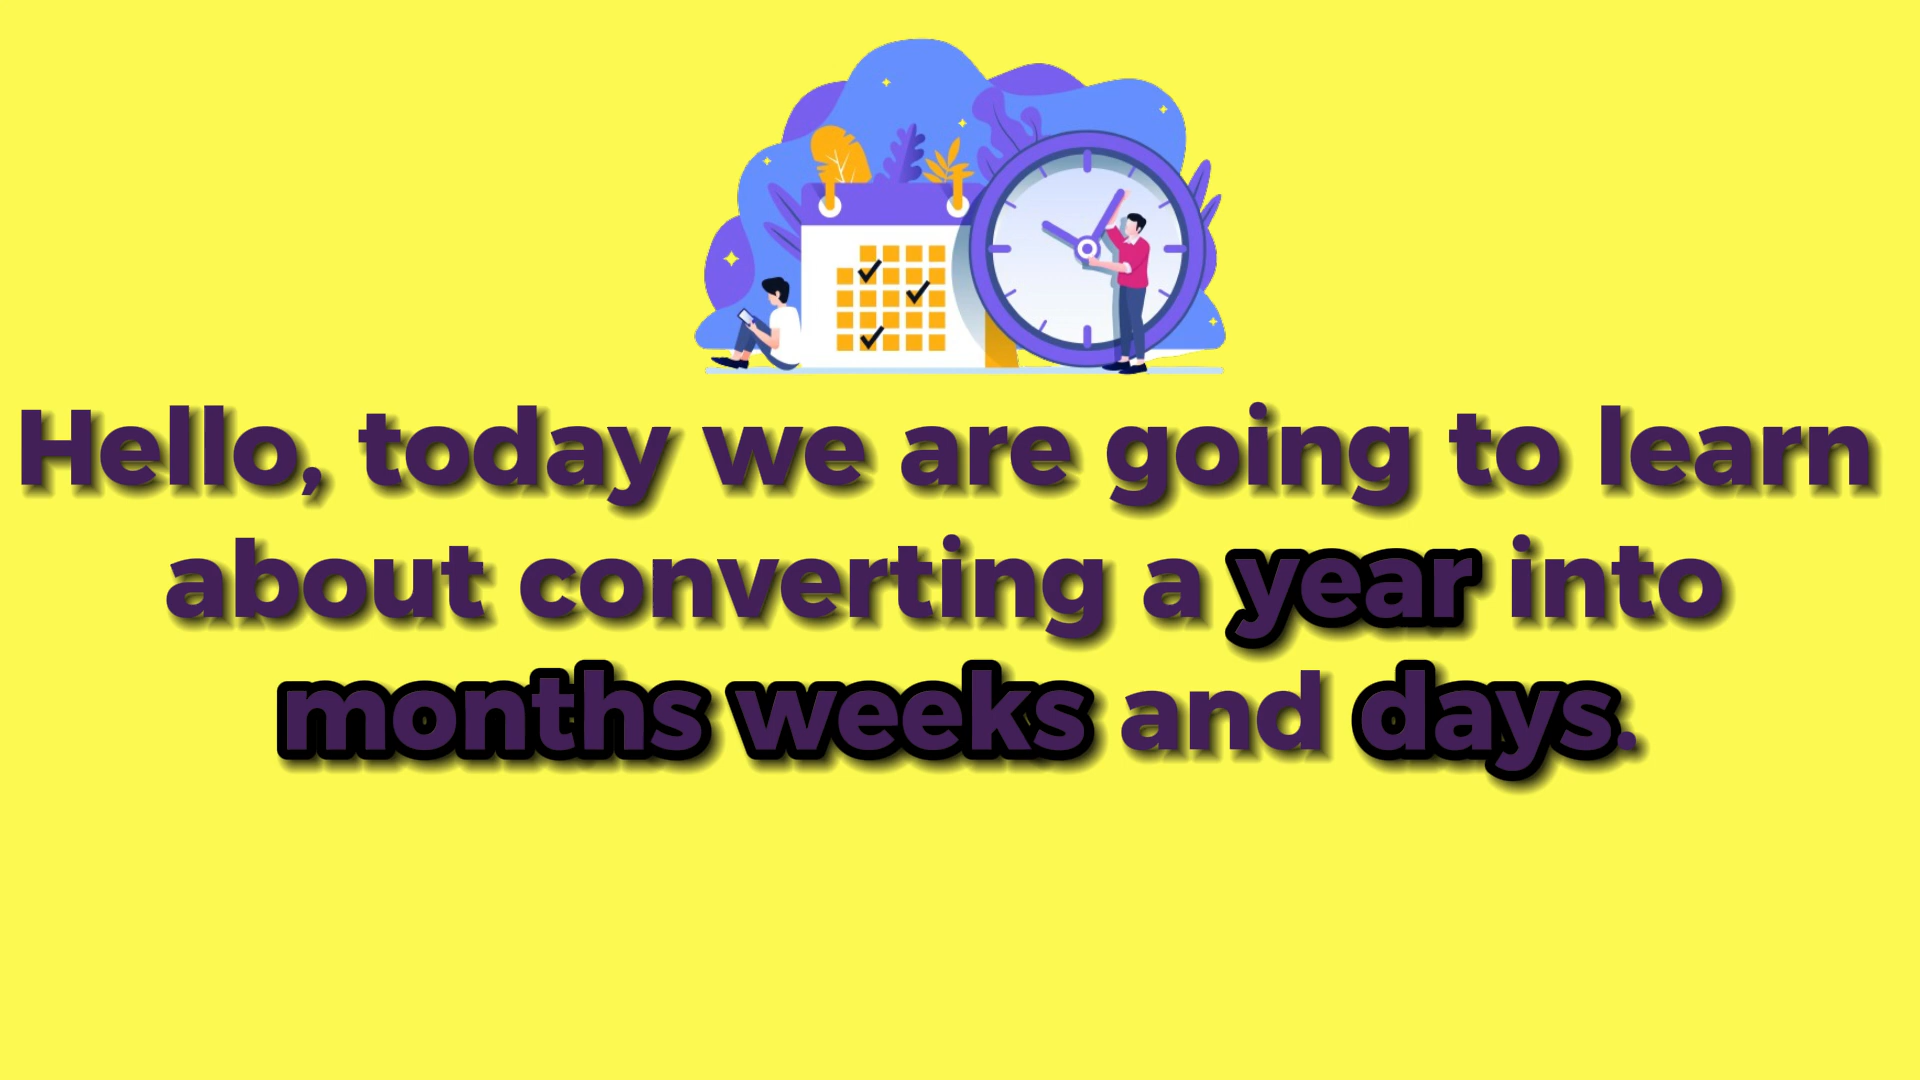 Hello, today we are going to learn
about converting a year into
months weeks and days.